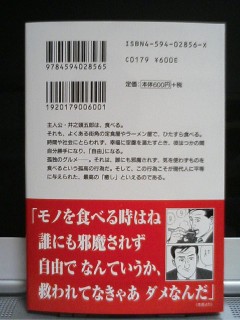 ISBN4-594-02856-X
C0179 ¥600E
9784594028565
定価 本体600円 +税
1920179006001
主人公・井之頭五郎は、食べる。
それも、よくある街角の定食屋やラーメン屋で、ひたすら食べる。
時間や社会にとらわれず、幸福に空腹を満たすとき、彼はつかの間
自分勝手になり、「自由」になる。
孤独のグルメ──。それは、誰にも邪魔されず、気を使わずものを
食べるという孤高の行為だ。そして、この行為こそが現代人に平等
に与えられた、最高の「癒し」といえるのである。
「モノを食べる時はね
誰にも邪魔されず
自由で なんていうか、
救われてなきゃあ ダメなんだ」